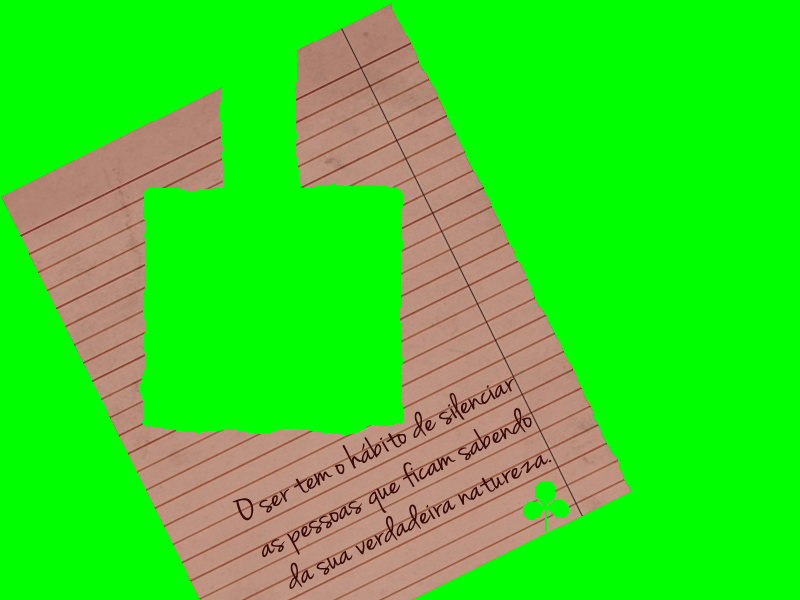 O ser tem o hábito de silenciar
as pessoas que ficam sabendo
da sua verdadeira natureza.